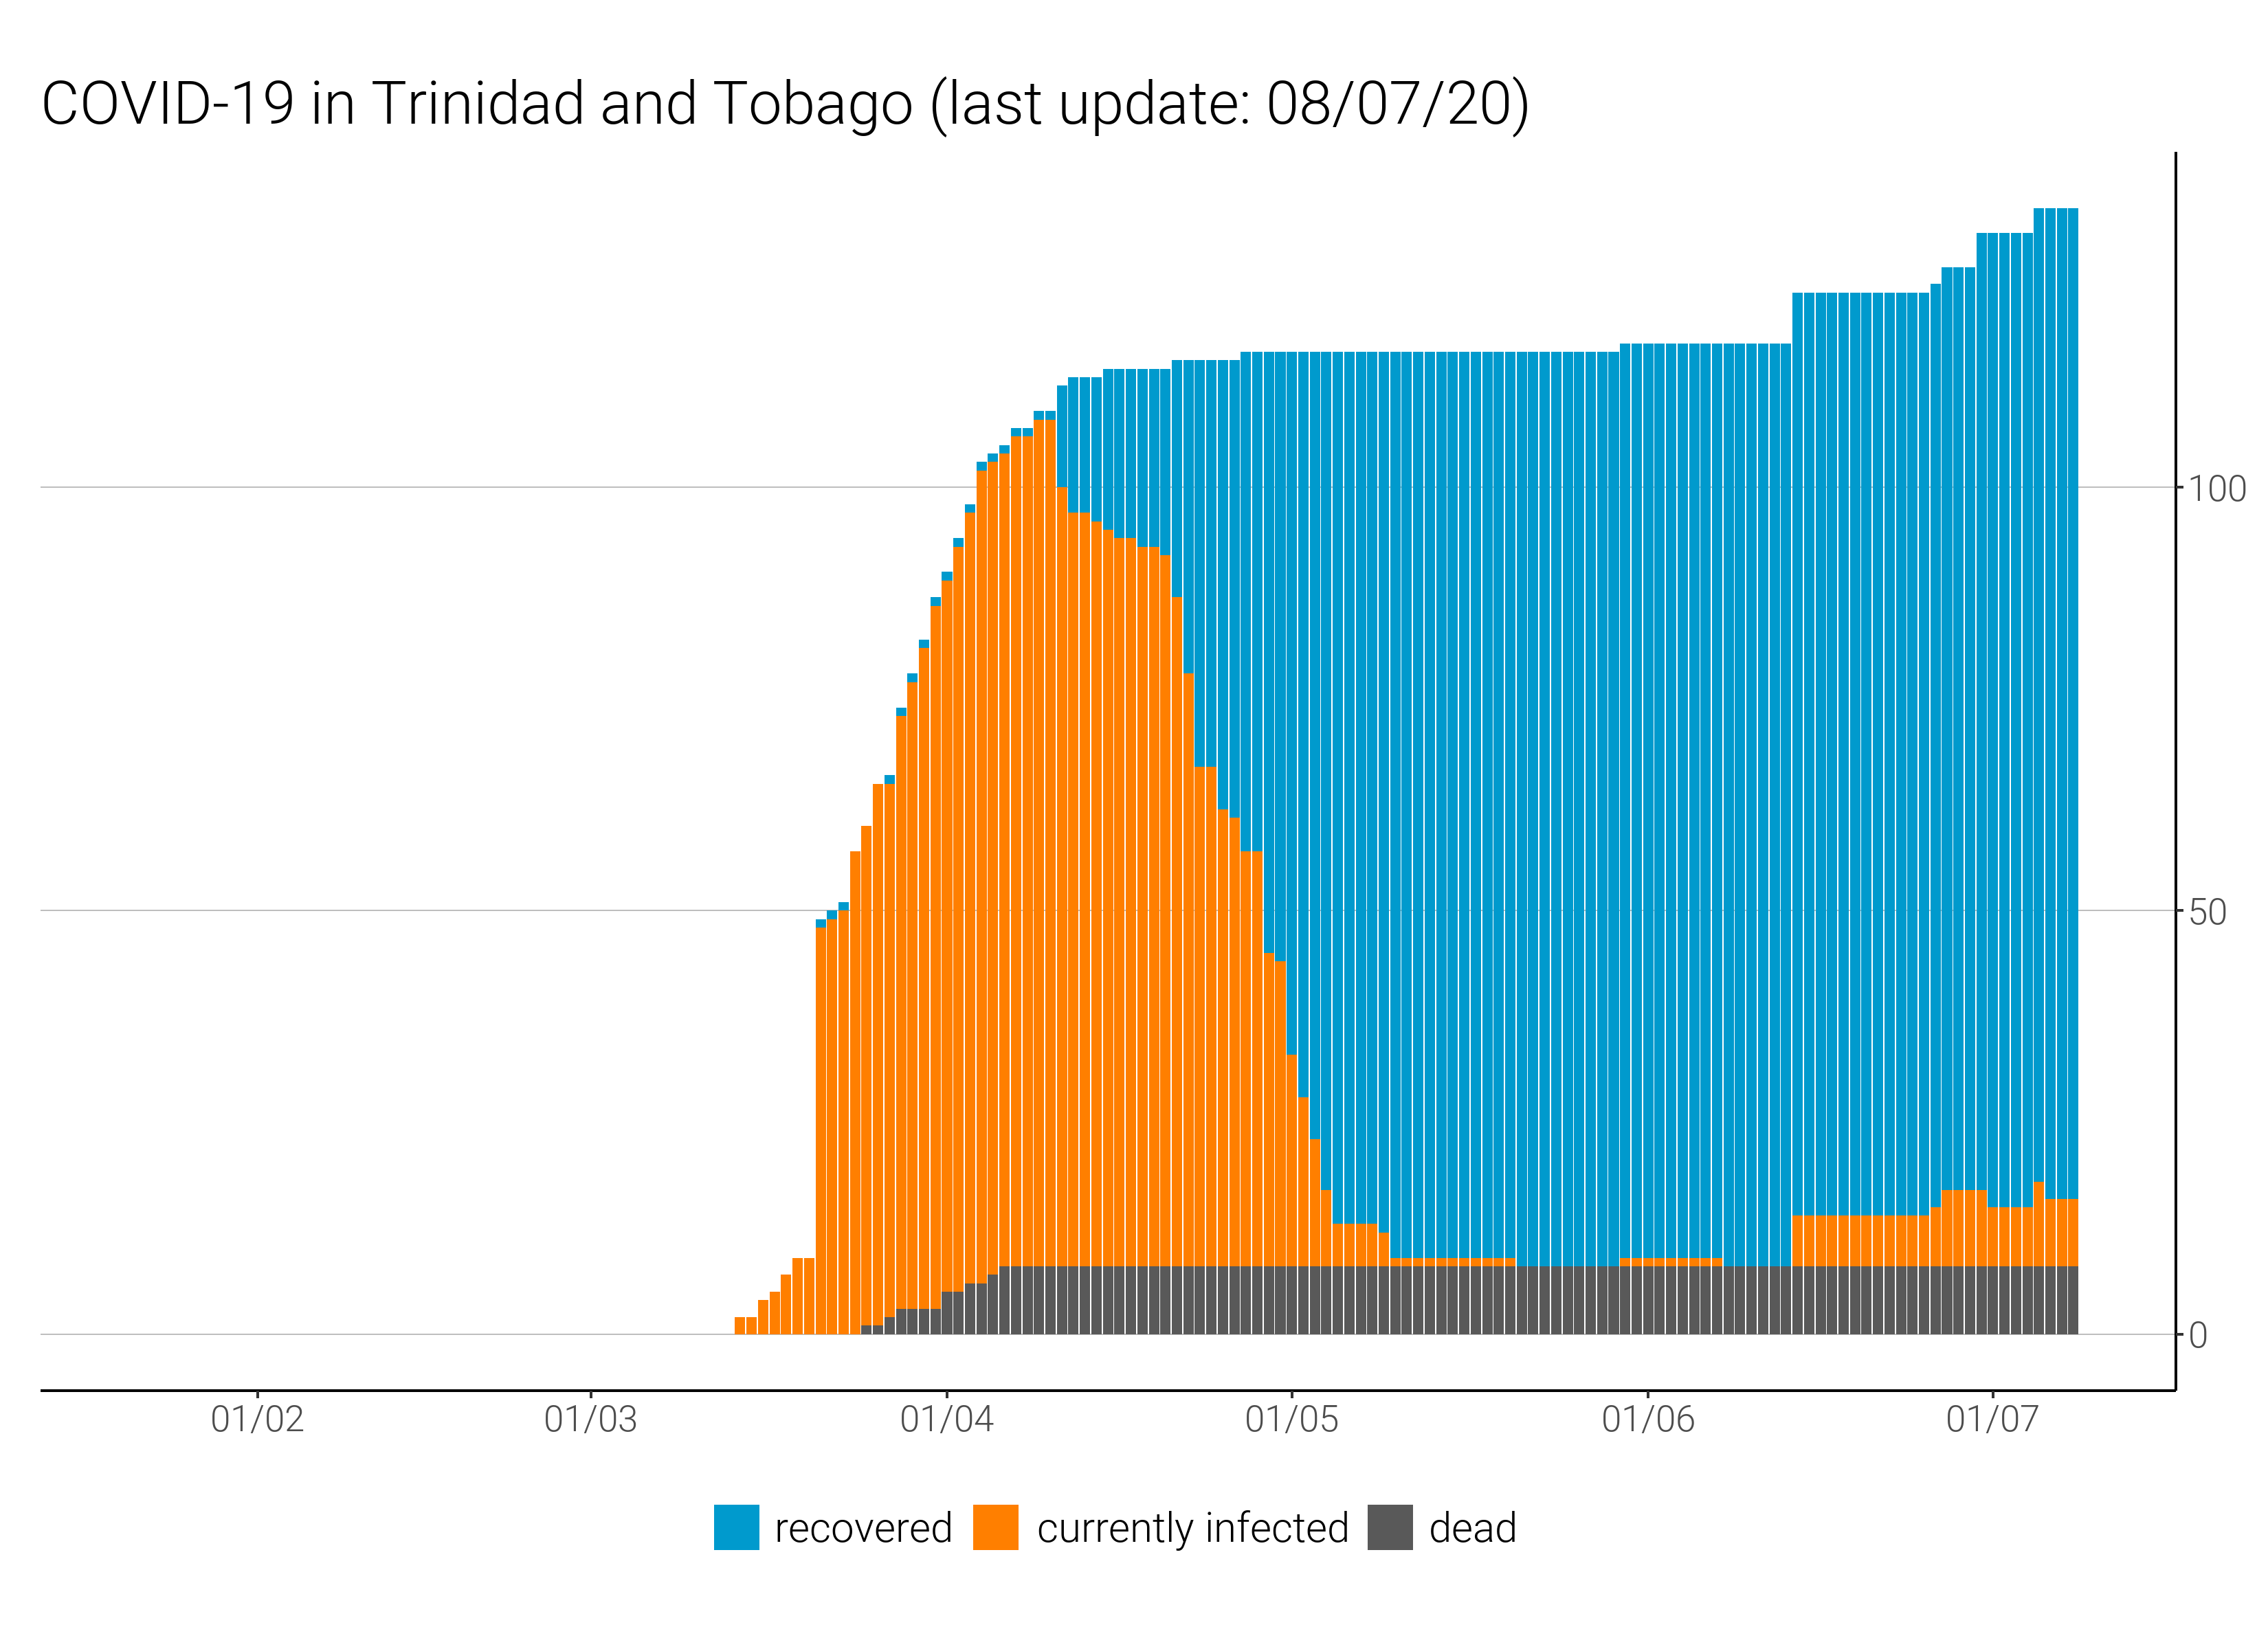 COVID-19 in Trinidad and Tobago (last update: 08/07/20)
100
50
0
01/02 01/03 01/04 01/05 01/06 01/07
recovered currently infected dead